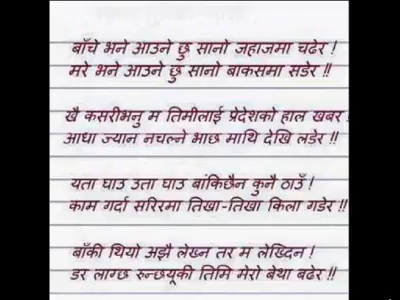 बाँचे भने आउने छु सानो जहाजमा चढेर !
मरे भने आउने छु सानो बाकसमा सडेर !!
खै कसरीभनु म तिमीलाई प्रदेशको हाल खबर !
आधा ज्यान नचल्ने भाछ माथि देखि लडेर !!
यता घाउ उता घाउ बांकिछैन कुनै ठाउँ !
काम गर्दा सरिरमा तिखा-तिखा किला गडेर !!
बाँकी थियो अझै लेख्न तर म लेख्दिन !
डर लाग्छ रुन्छ्यूकी तिमि मेरो बेथा बढेर !!